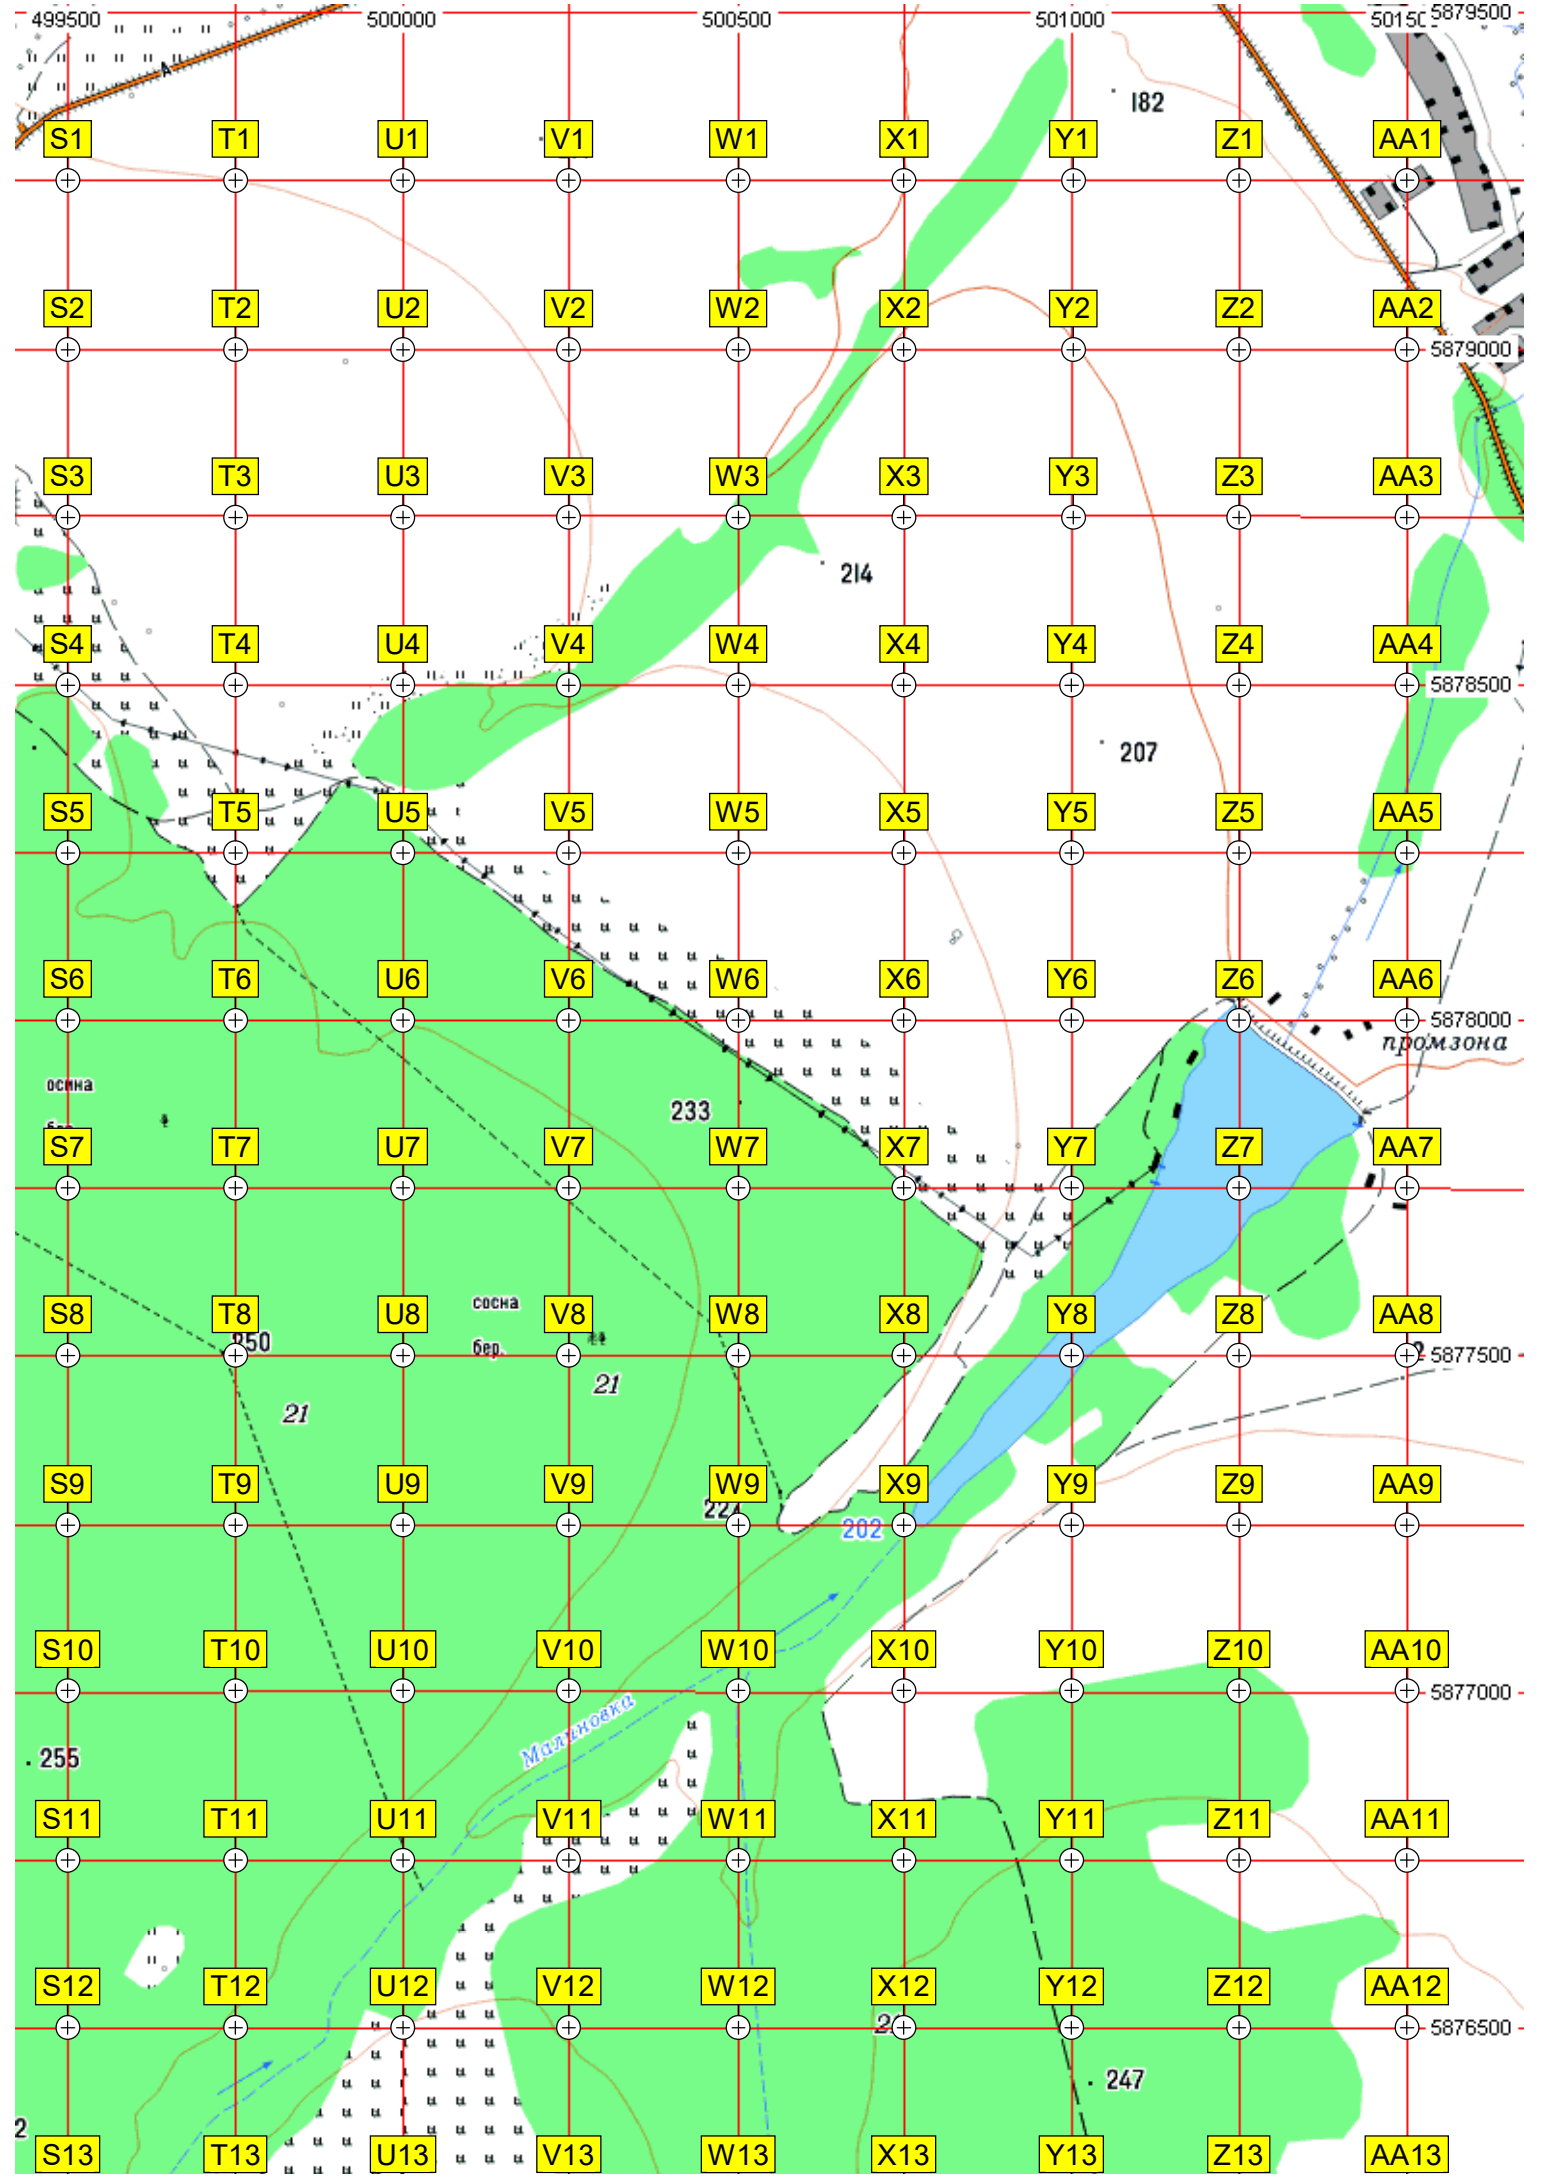 499500 500000 500500 501000 5879500
A
182
S1 T1 U1 V1 W1 X1 Y1 Z1 AA1
S2 T2 U2 V2 W2 X2 Y2 Z2 AA2
5879000
S3 T3 U3 V3 W3 X3 Y3 Z3 AA3
214
S4 T4 U4 V4 W4 X4 Y4 Z4 AA4
5878500
207
S5 T5 U5 V5 W5 X5 Y5 Z5 AA5
S6 T6 U6 V6 W6 X6 Y6 Z6 AA6
5878000
промзона
осина
233
S7 T7 U7 V7 W7 X7 Y7 Z7 AA7
сосна
S8 T8 U8 V8 W8 X8 Y8 Z8 AA8
бер.
5877500
21
21
S9 T9 U9 V9 W9 X9 Y9 Z9 AA9
202
S10 T10 U10 V10 W10 X10 Y10 Z10 AA10
5877000
Малиновка
255
S11 T11 U11 V11 W11 X11 Y11 Z11 AA11
S12 T12 U12 V12 W12 X12 Y12 Z12 AA12
5876500
247
S13 T13 U13 V13 W13 X13 Y13 Z13 AA13